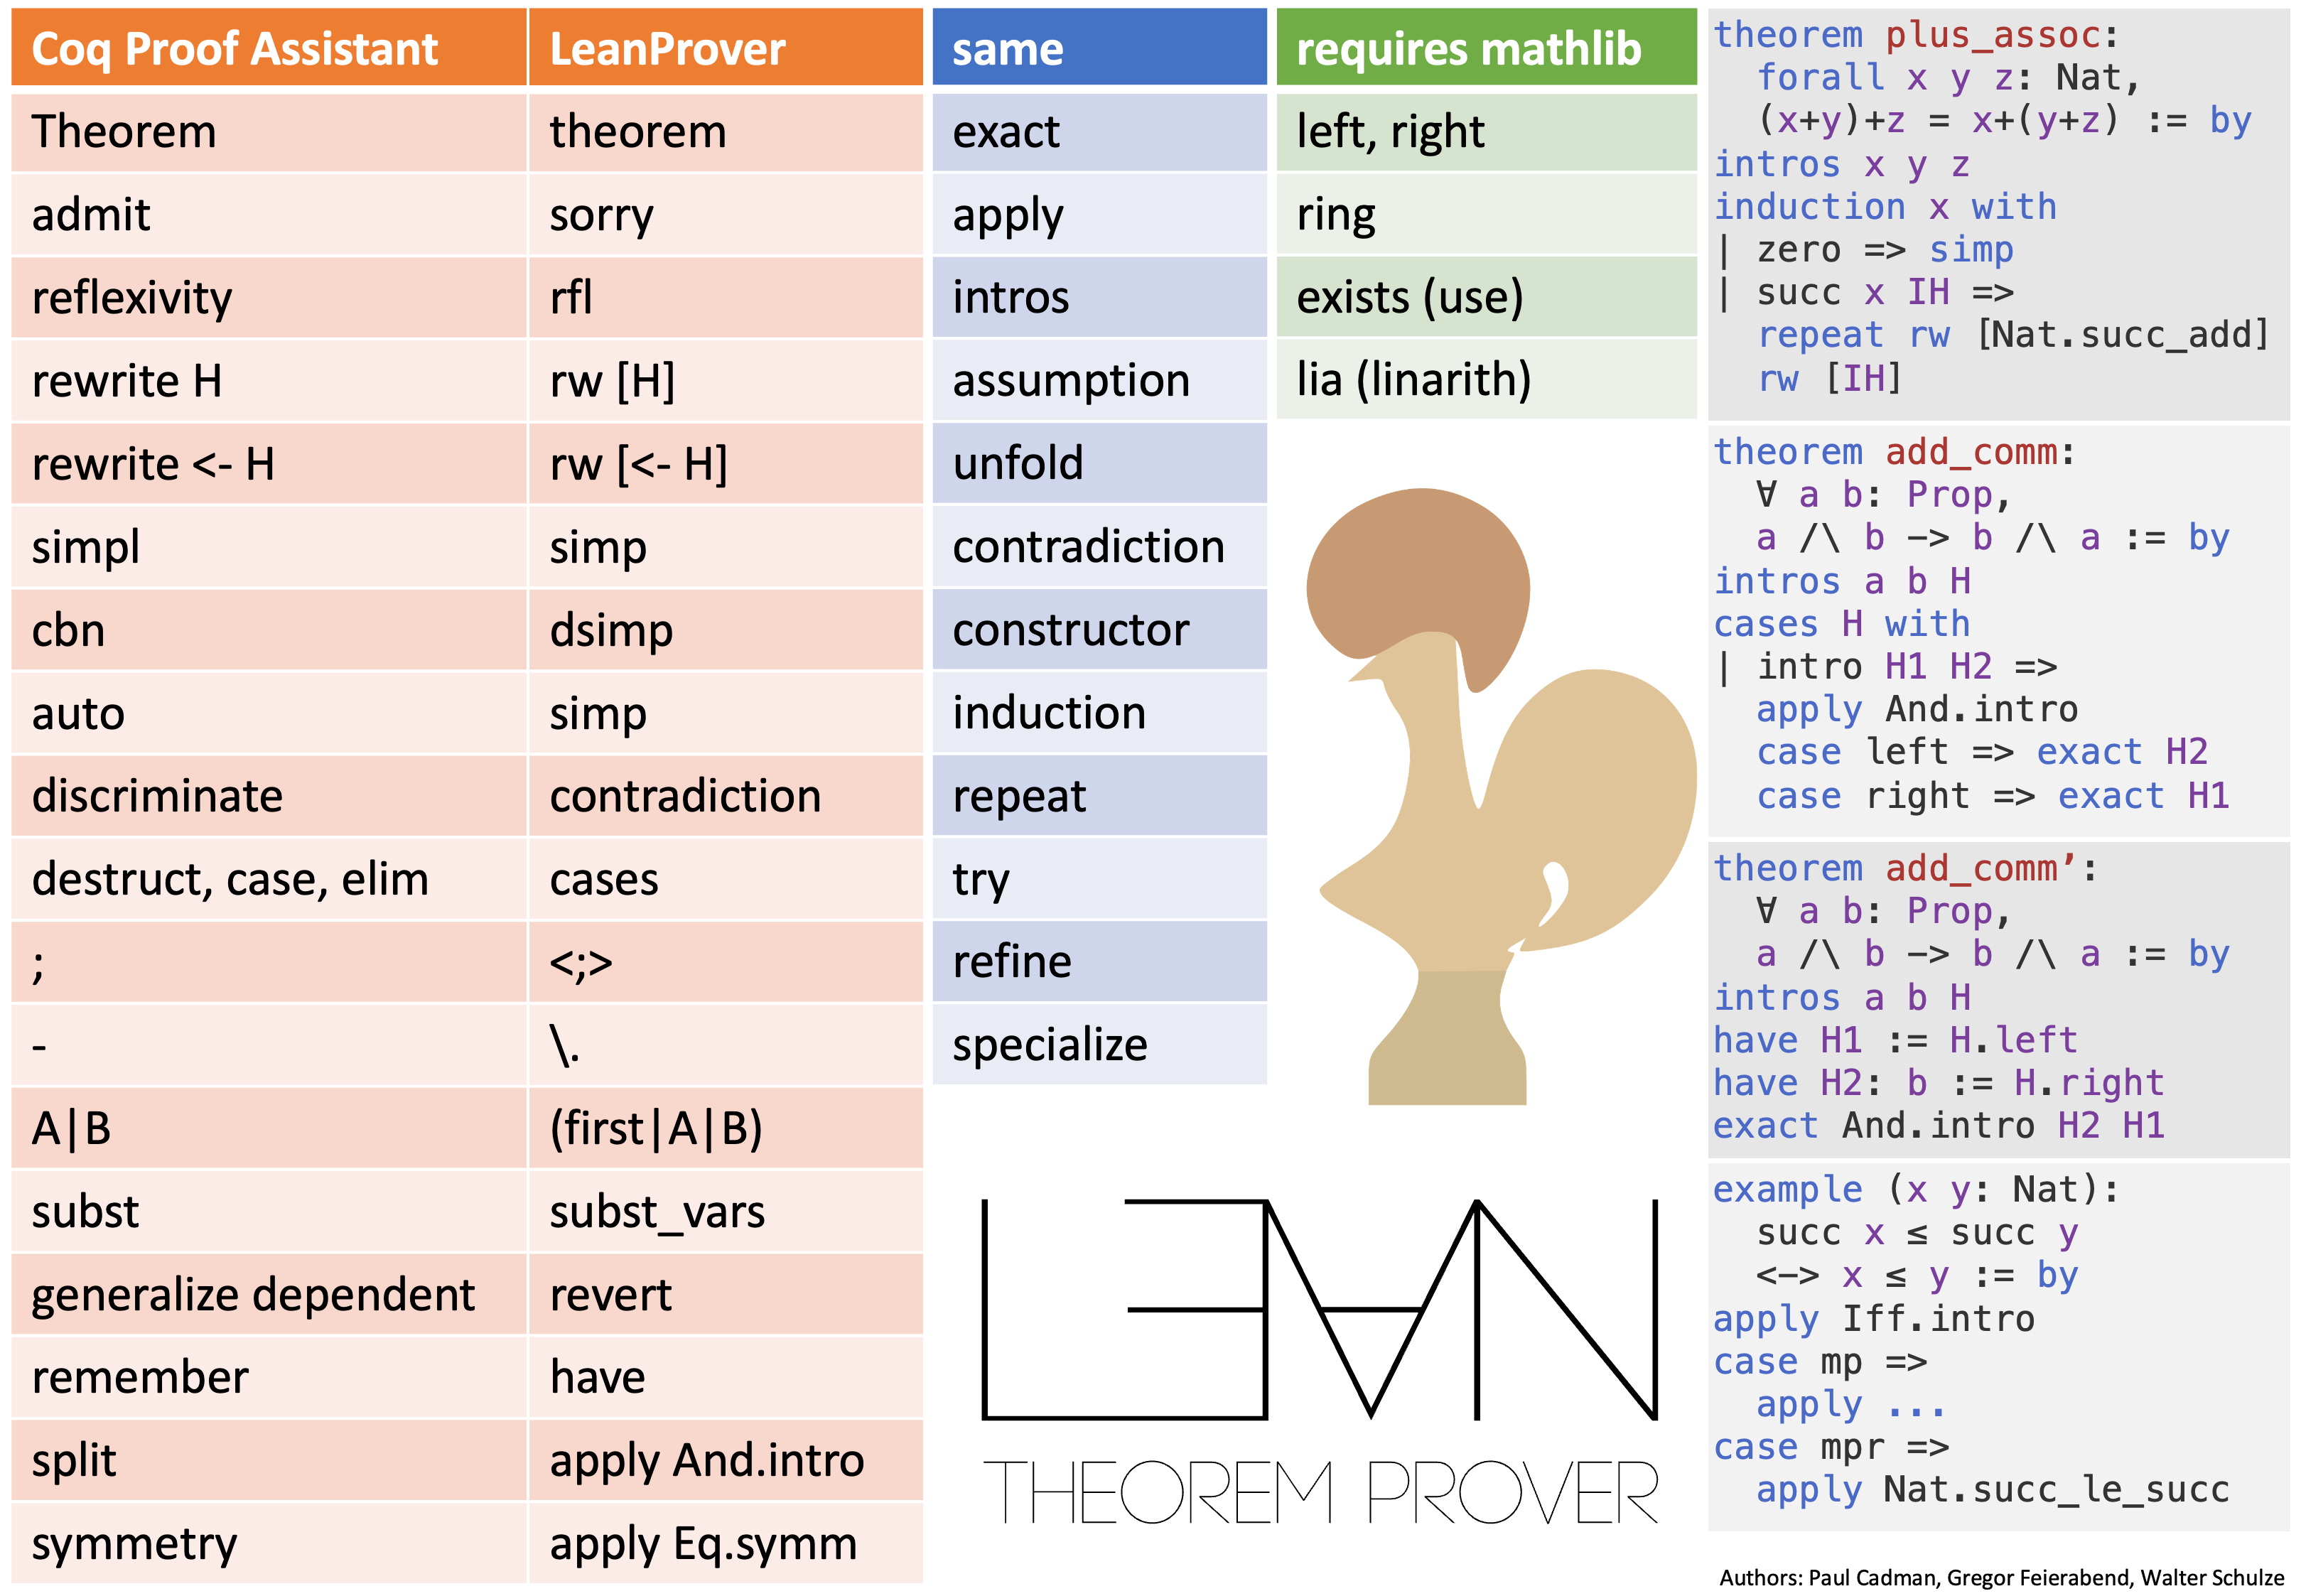 Coq Proof Assistant LeanProver
Theorem theorem
admit sorry
reflexivity rfl
rewrite H rw [H]
rewrite <- H rw [<- H]
simpl simp
cbn dsimp
auto simp
discriminate contradiction
destruct, case, elim cases
; <;>
- \.
A|B (first|A|B)
subst subst_vars
generalize dependent revert
remember have
split apply And.intro
symmetry apply Eq.symm
same
exact
apply
intros
assumption
unfold
contradiction
constructor
induction
repeat
try
refine
specialize
requires mathlib
left, right
ring
exists (use)
lia (linarith)
LEAN
THEOREM PROVER
theorem plus_assoc:
forall x y z: Nat,
(x+y)+z = x+(y+z) := by
intros x y z
induction x with
| zero => simp
| succ x IH =>
repeat rw [Nat.succ_add]
rw [IH]
theorem add_comm:
∀ a b: Prop,
a /\ b -> b /\ a := by
intros a b H
cases H with
| intro H1 H2 =>
apply And.intro
case left => exact H2
case right => exact H1
theorem add_comm’:
∀ a b: Prop,
a /\ b -> b /\ a := by
intros a b H
have H1 := H.left
have H2: b := H.right
exact And.intro H2 H1
example (x y: Nat):
succ x ≤ succ y
<-> x ≤ y := by
apply Iff.intro
case mp =>
apply ...
case mpr =>
apply Nat.succ_le_succ
Authors: Paul Cadman, Gregor Feierabend, Walter Schulze